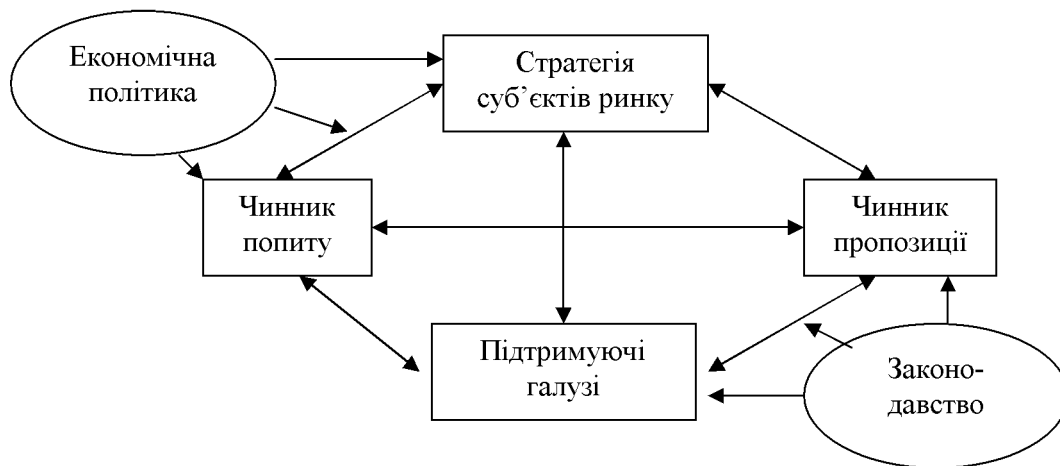 Економічна
політика
Стратегія
суб’єктів ринку
Чинник
попиту
Чинник
пропозиції
Підтримуючі
галузі
Законо-
давство